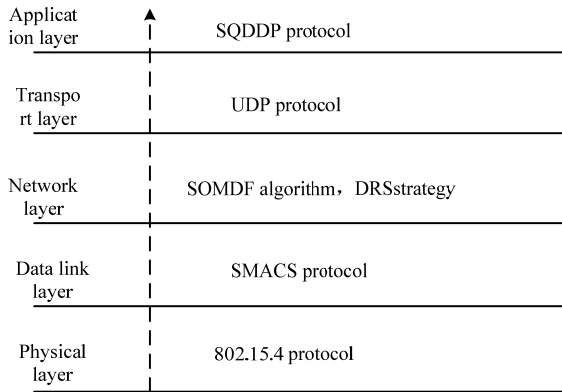 Applicat
ion layer
SQDDP protocol
Transpo
rt layer
UDP protocol
Network
layer
SOMDF algorithm，DRSstrategy
Data link
layer
SMACS protocol
Physical
layer
802.15.4 protocol